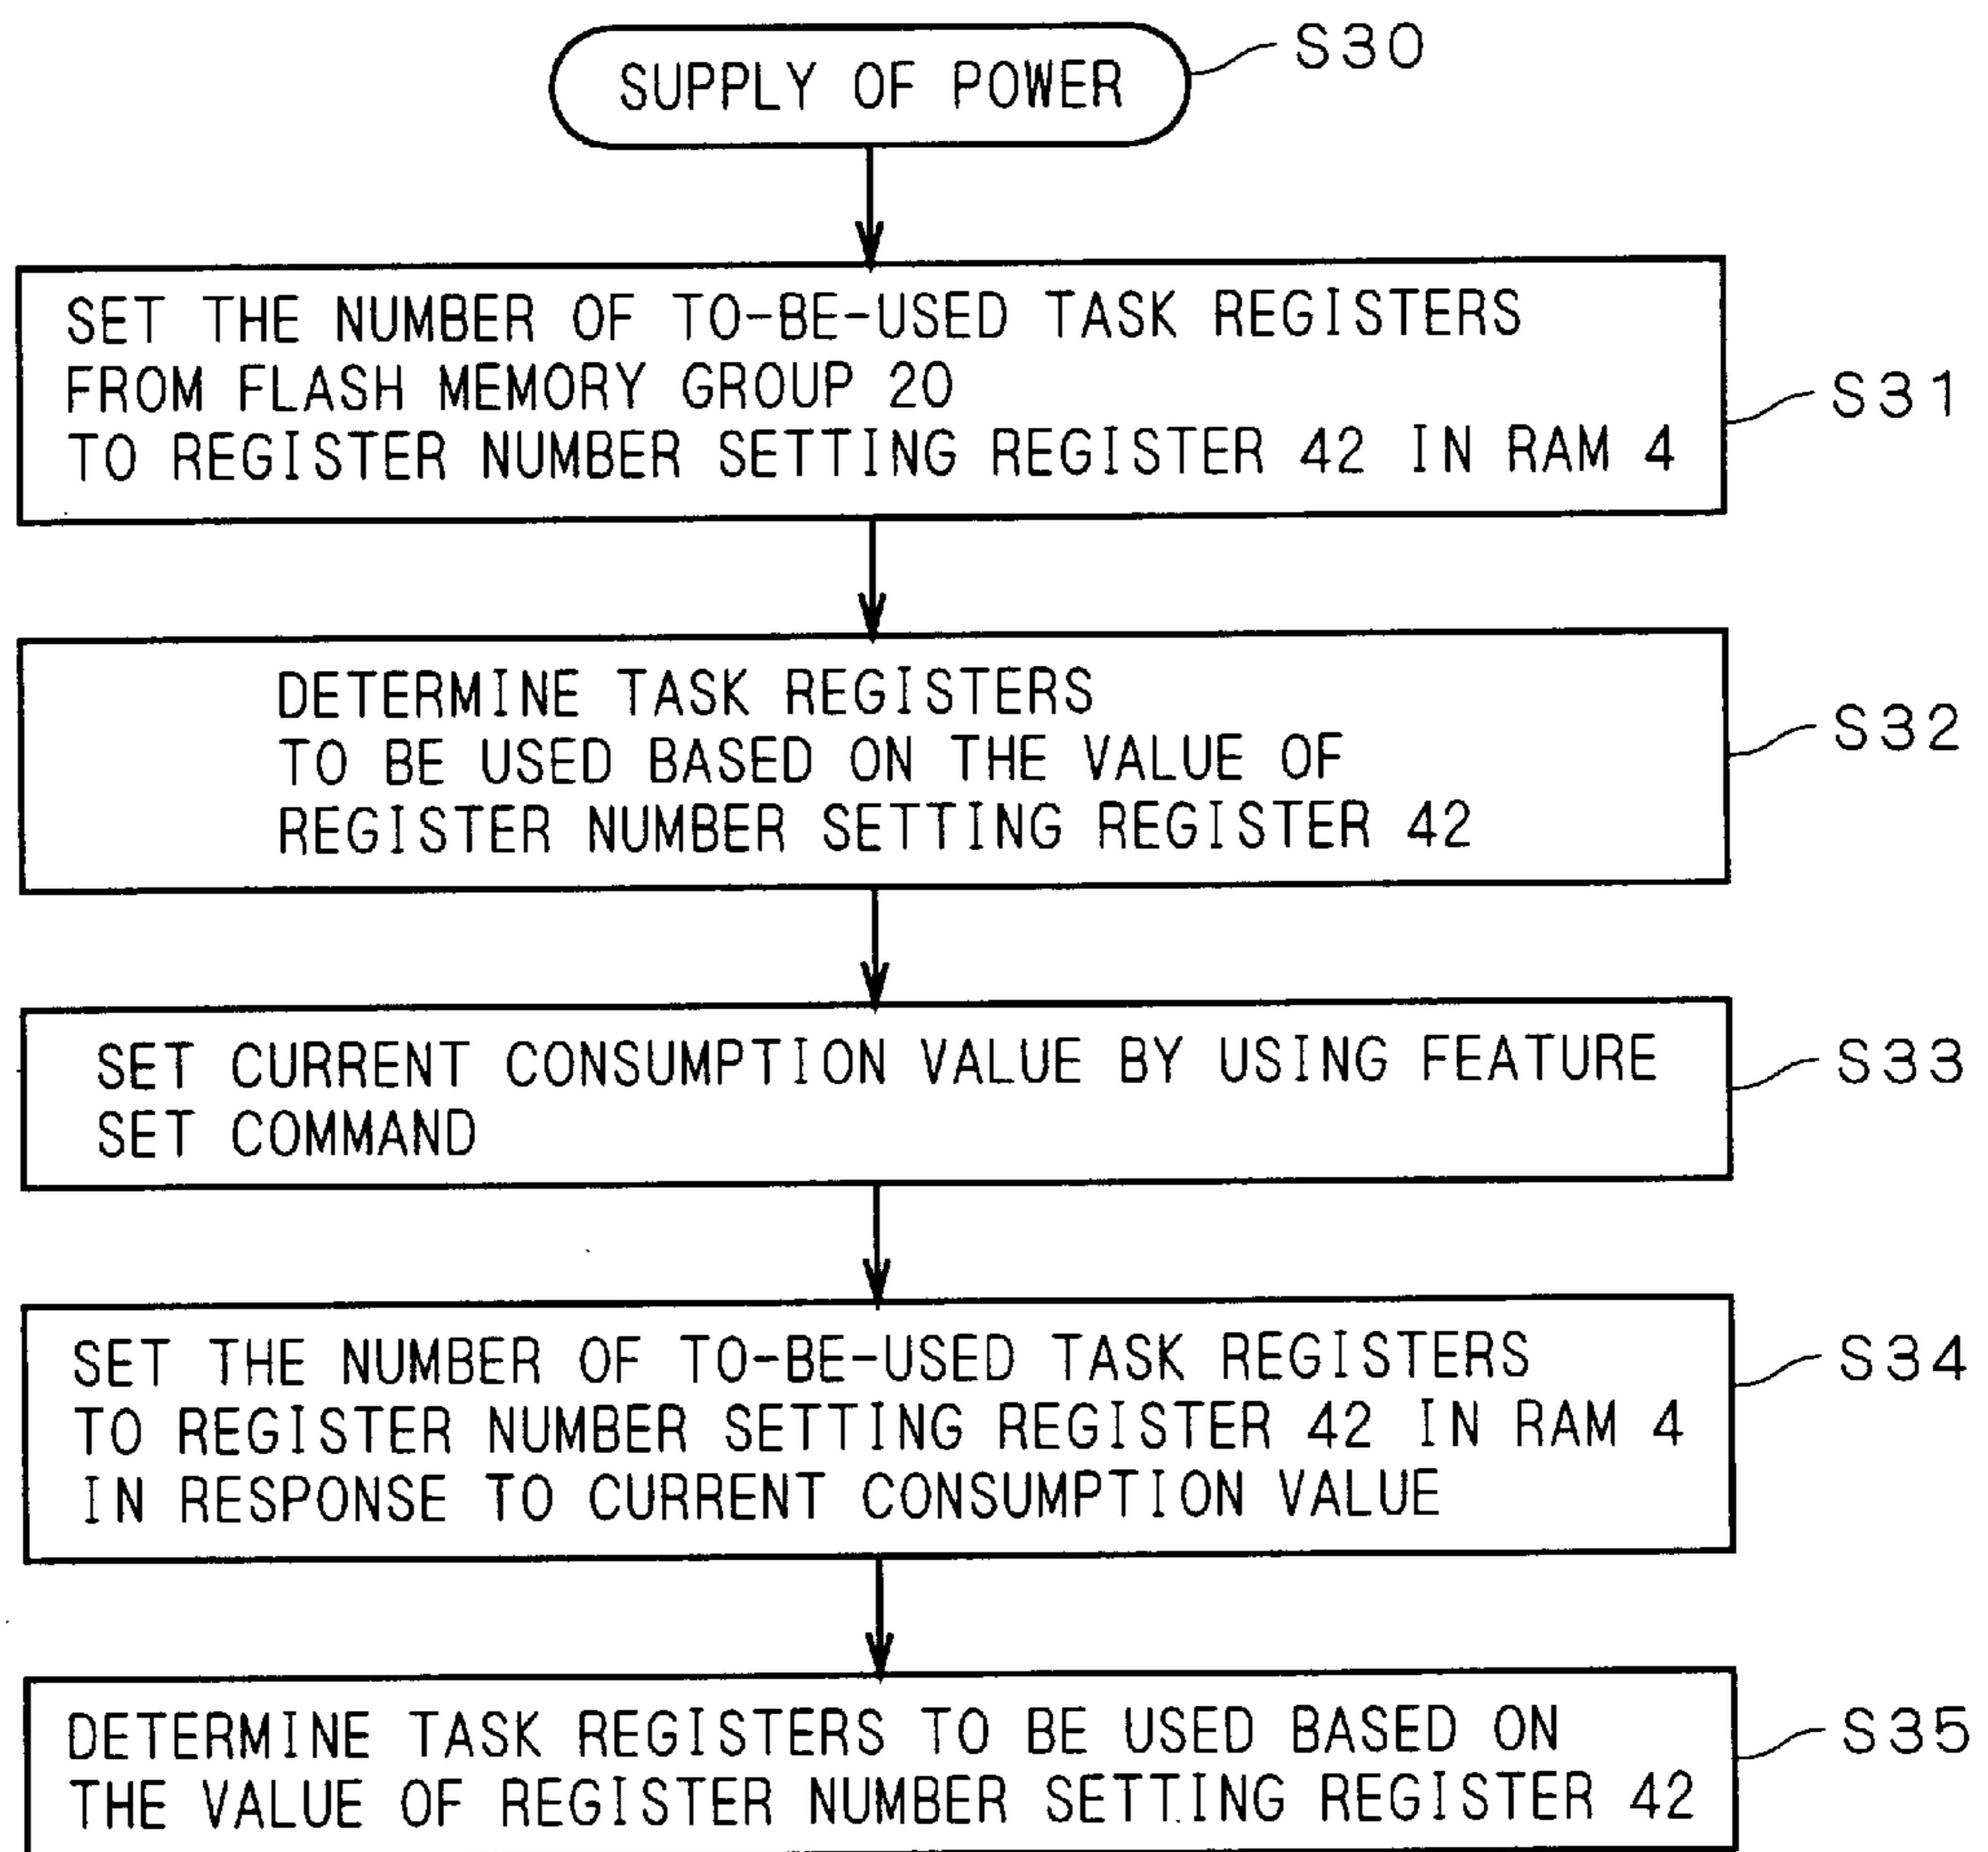 SUPPLY OF POWER
S30
SET THE NUMBER OF TO-BE-USED TASK REGISTERS
FROM FLASH MEMORY GROUP 20
TO REGISTER NUMBER SETTING REGISTER 42 IN RAM 4
S31
DETERMINE TASK REGISTERS
TO BE USED BASED ON THE VALUE OF
REGISTER NUMBER SETTING REGISTER 42
S32
SET CURRENT CONSUMPTION VALUE BY USING FEATURE
SET COMMAND
S33
SET THE NUMBER OF TO-BE-USED TASK REGISTERS
TO REGISTER NUMBER SETTING REGISTER 42 IN RAM 4
IN RESPONSE TO CURRENT CONSUMPTION VALUE
S34
DETERMINE TASK REGISTERS TO BE USED BASED ON
THE VALUE OF REGISTER NUMBER SETTING REGISTER 42
S35